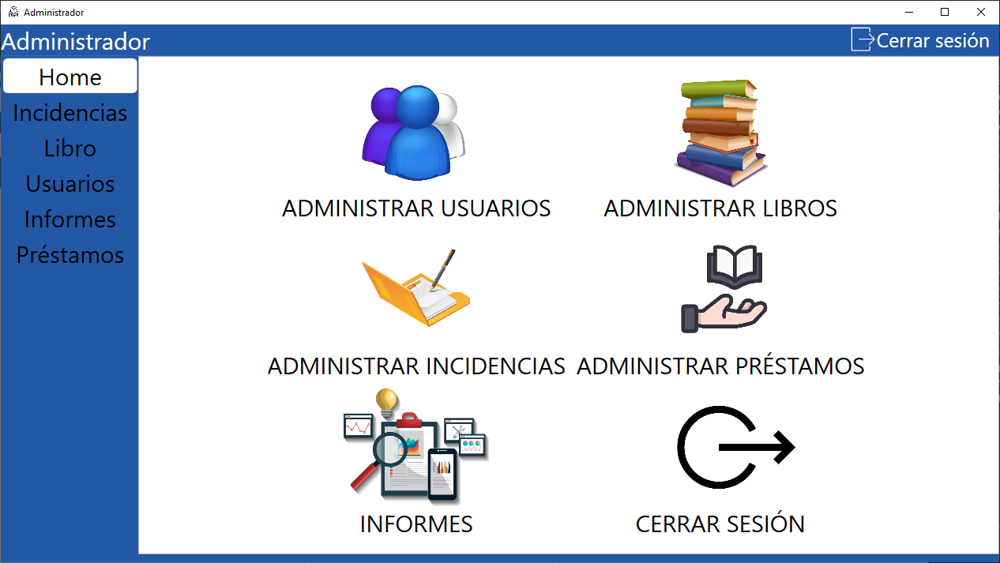 Administrador
Administrador
Cerrar sesión
Home
Incidencias
Libro
Usuarios
Informes
Préstamos
ADMINISTRAR USUARIOS
ADMINISTRAR LIBROS
ADMINISTRAR INCIDENCIAS
ADMINISTRAR PRÉSTAMOS
INFORMES
CERRAR SESIÓN